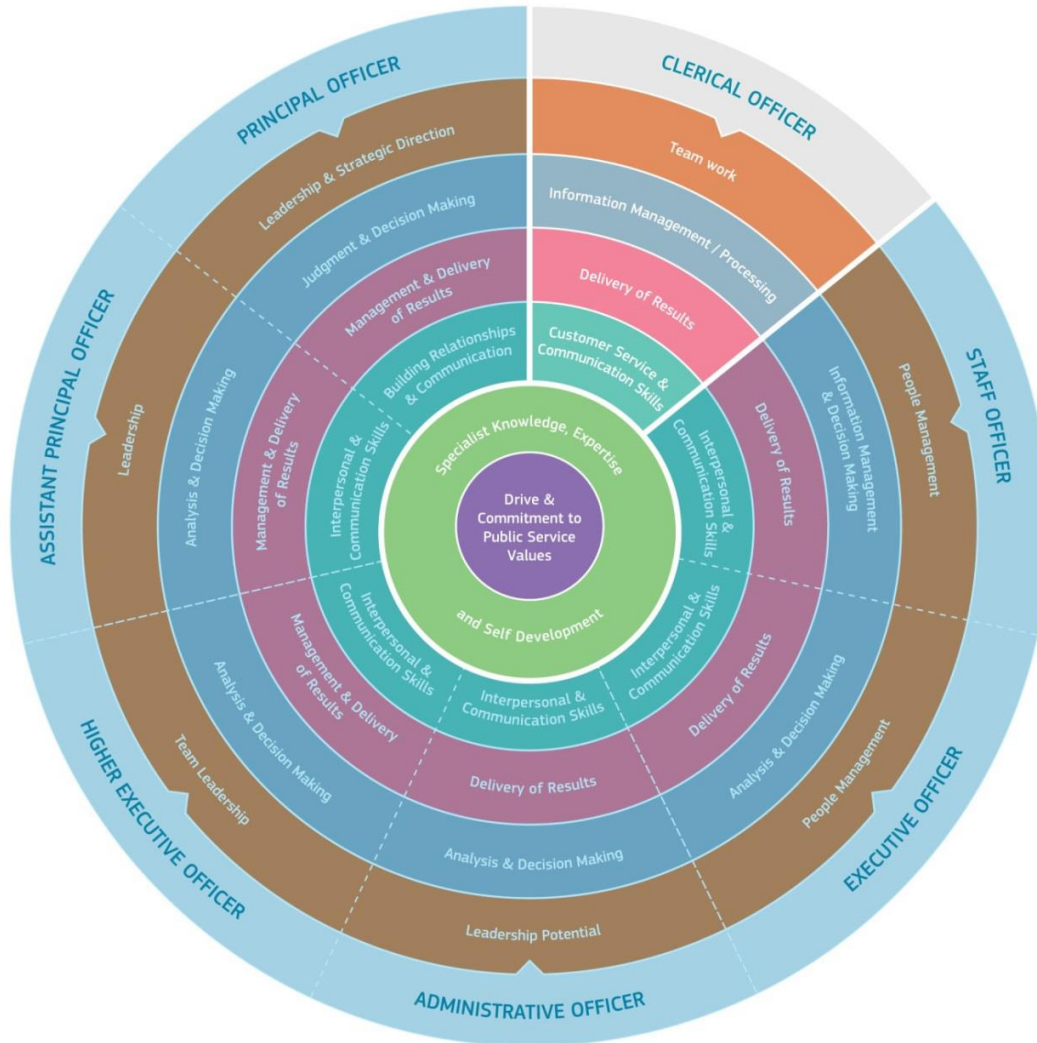 PRINCIPAL OFFICER
Leadership & Strategic Direction
Judgment & Decision Making
Management & Delivery
of Results
Building Relationships
& Communication
CLERICAL OFFICER
Team work
Information Management / Processing
Delivery of Results
Customer Service &
Communication Skills
STAFF OFFICER
People Management
Information Management
& Decision Making
Delivery of Results
Interpersonal &
Communication Skills
EXECUTIVE OFFICER
People Management
Analysis & Decision Making
Delivery of Results
Interpersonal &
Communication Skills
ADMINISTRATIVE OFFICER
Leadership Potential
Analysis & Decision Making
Delivery of Results
Interpersonal &
Communication Skills
HIGHER EXECUTIVE OFFICER
Team Leadership
Analysis & Decision Making
Management & Delivery
of Results
Interpersonal &
Communication Skills
ASSISTANT PRINCIPAL OFFICER
Leadership
Analysis & Decision Making
Management & Delivery
of Results
Interpersonal &
Communication Skills
Specialist Knowledge, Expertise
and Self Development
Drive &
Commitment to
Public Service
Values